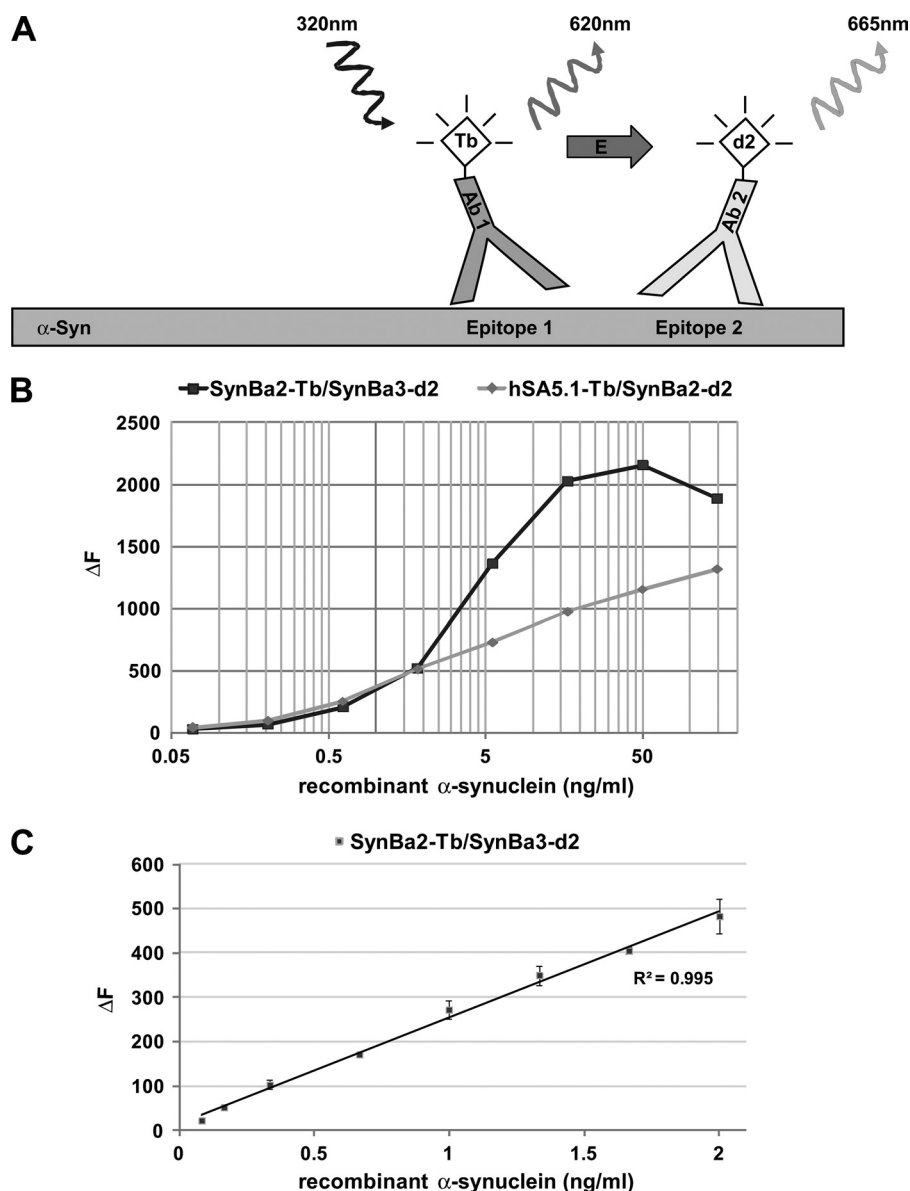 A
320nm
620nm
665nm
Tb
E
d2
Ab 1
Ab 2
α-Syn
Epitope 1
Epitope 2
B
SynBa2-Tb/SynBa3-d2
hSA5.1-Tb/SynBa2-d2
2500
2000
1500
1000
500
0
ΔF
0.05
0.5
5
50
recombinant α-synuclein (ng/ml)
C
SynBa2-Tb/SynBa3-d2
600
500
400
300
200
100
0
ΔF
R² = 0.995
0
0.5
1
1.5
2
recombinant α-synuclein (ng/ml)